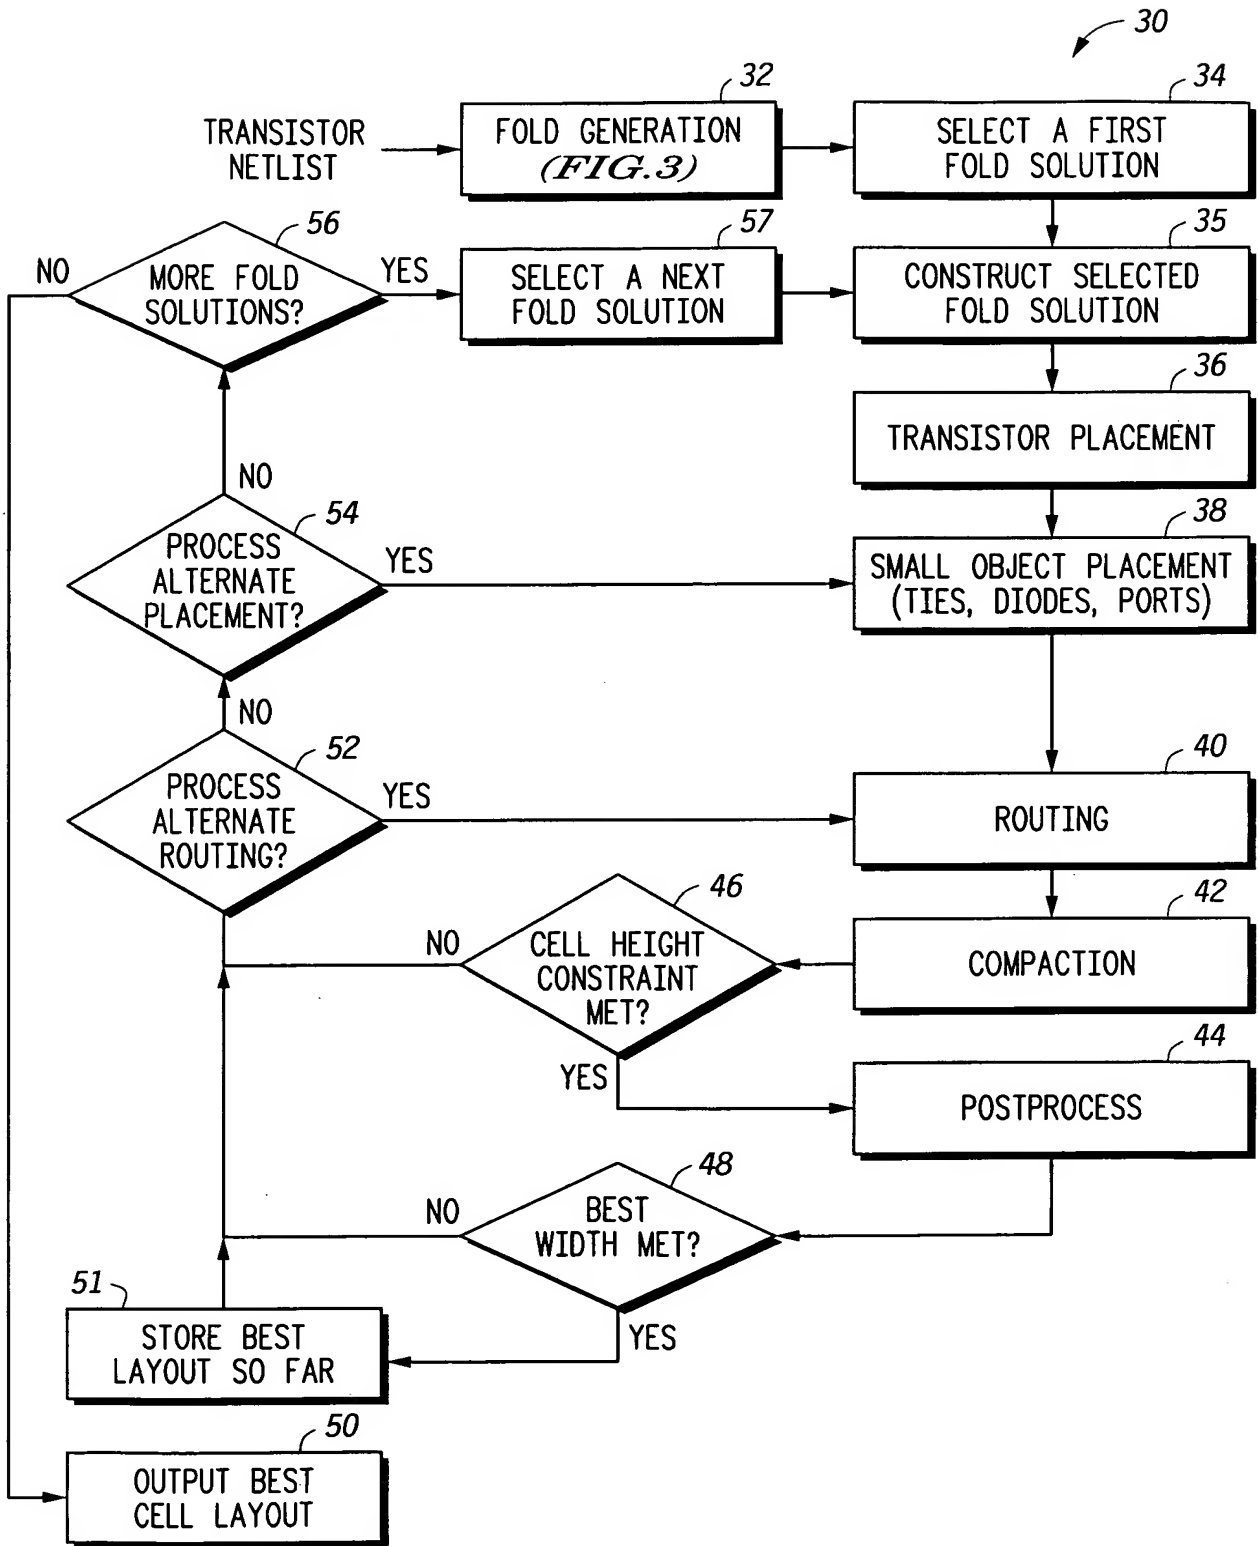 30
32
34
TRANSISTOR
NETLIST
FOLD GENERATION
(FIG.3)
SELECT A FIRST
FOLD SOLUTION
56
57
35
NO
MORE FOLD
SOLUTIONS?
YES
SELECT A NEXT
FOLD SOLUTION
CONSTRUCT SELECTED
FOLD SOLUTION
36
TRANSISTOR PLACEMENT
NO
54
38
PROCESS
ALTERNATE
PLACEMENT?
YES
SMALL OBJECT PLACEMENT
(TIES, DIODES, PORTS)
NO
52
40
PROCESS
ALTERNATE
ROUTING?
YES
ROUTING
46
42
NO
CELL HEIGHT
CONSTRAINT
MET?
COMPACTION
YES
44
POSTPROCESS
48
NO
BEST
WIDTH MET?
YES
51
STORE BEST
LAYOUT SO FAR
50
OUTPUT BEST
CELL LAYOUT